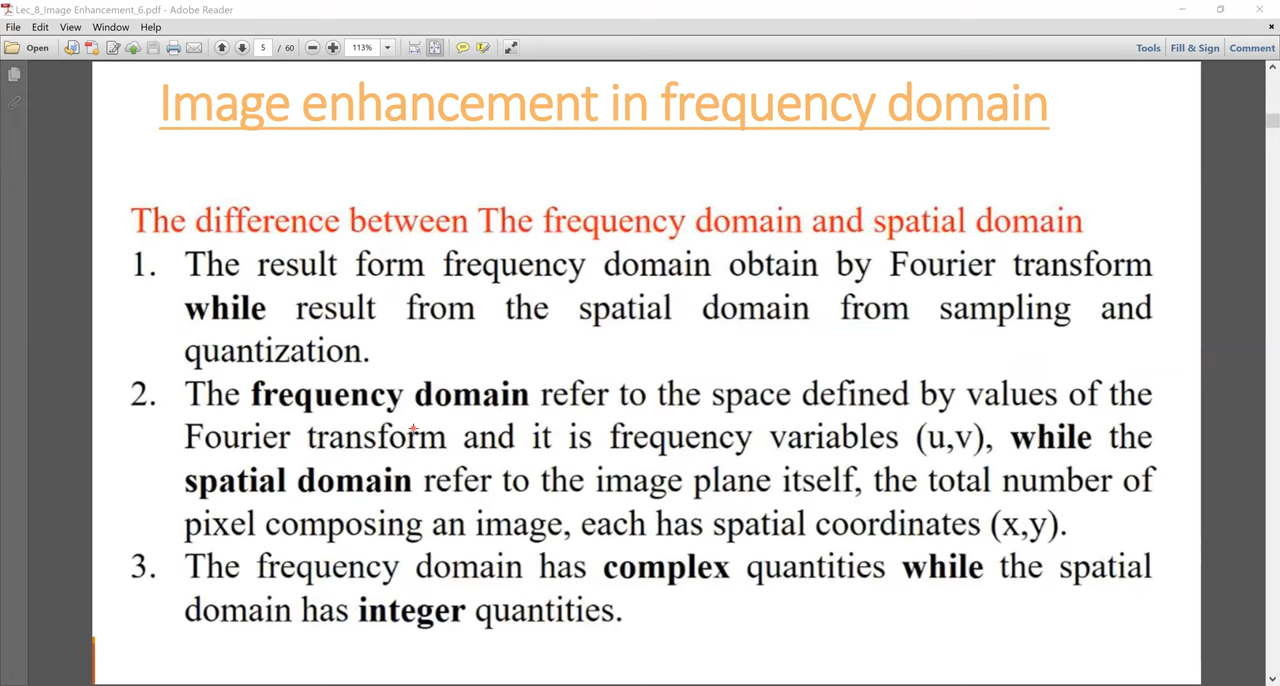 Lec_8_Image Enhancement_6.pdf - Adobe Reader
File Edit View Window Help
Open 5 / 60 113% Tools Fill & Sign Comment
Image enhancement in frequency domain
The difference between The frequency domain and spatial domain
1. The result form frequency domain obtain by Fourier transform
while result from the spatial domain from sampling and
quantization.
2. The frequency domain refer to the space defined by values of the
Fourier transform and it is frequency variables (u,v), while the
spatial domain refer to the image plane itself, the total number of
pixel composing an image, each has spatial coordinates (x,y).
3. The frequency domain has complex quantities while the spatial
domain has integer quantities.